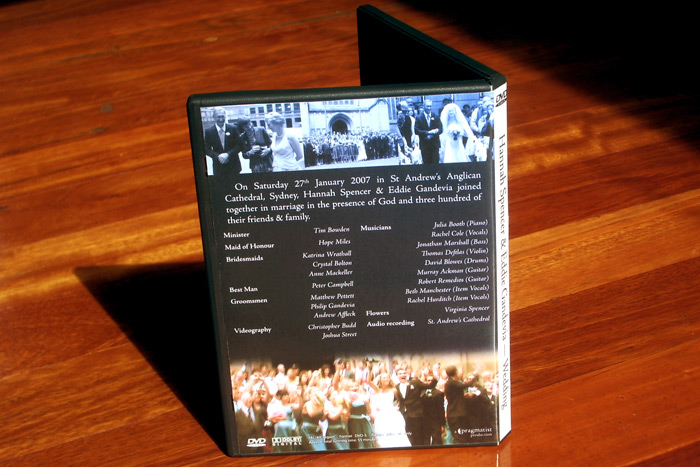 On Saturday 27th January 2007 in St Andrew's Anglican
Cathedral, Sydney, Hannah Spencer & Eddie Gandevia joined
together in marriage in the presence of God and three hundred of
their friends & family.
Minister Tim Bowden
Maid of Honour Hope Miles
Bridesmaids Katrina Wrathall
Crystal Bolton
Anne Mackeller
Best Man Peter Campbell
Groomsmen Matthew Pettett
Philip Gandevia
Andrew Affleck
Videography Christopher Budd
Joshua Street
Musicians Julia Booth (Piano)
Rachel Cole (Vocals)
Jonathan Marshall (Bass)
Thomas Defilas (Violin)
David Blowes (Drums)
Murray Ackman (Guitar)
Robert Remedios (Guitar)
Beth Manchester (Item Vocals)
Rachel Hurditch (Item Vocals)
Flowers Virginia Spencer
Audio recording St. Andrew's Cathedral
DVD
DOLBY
DIGITAL
pragmatist
production
DVD
Hannah Spencer & Eddie Gandevia — Wedding